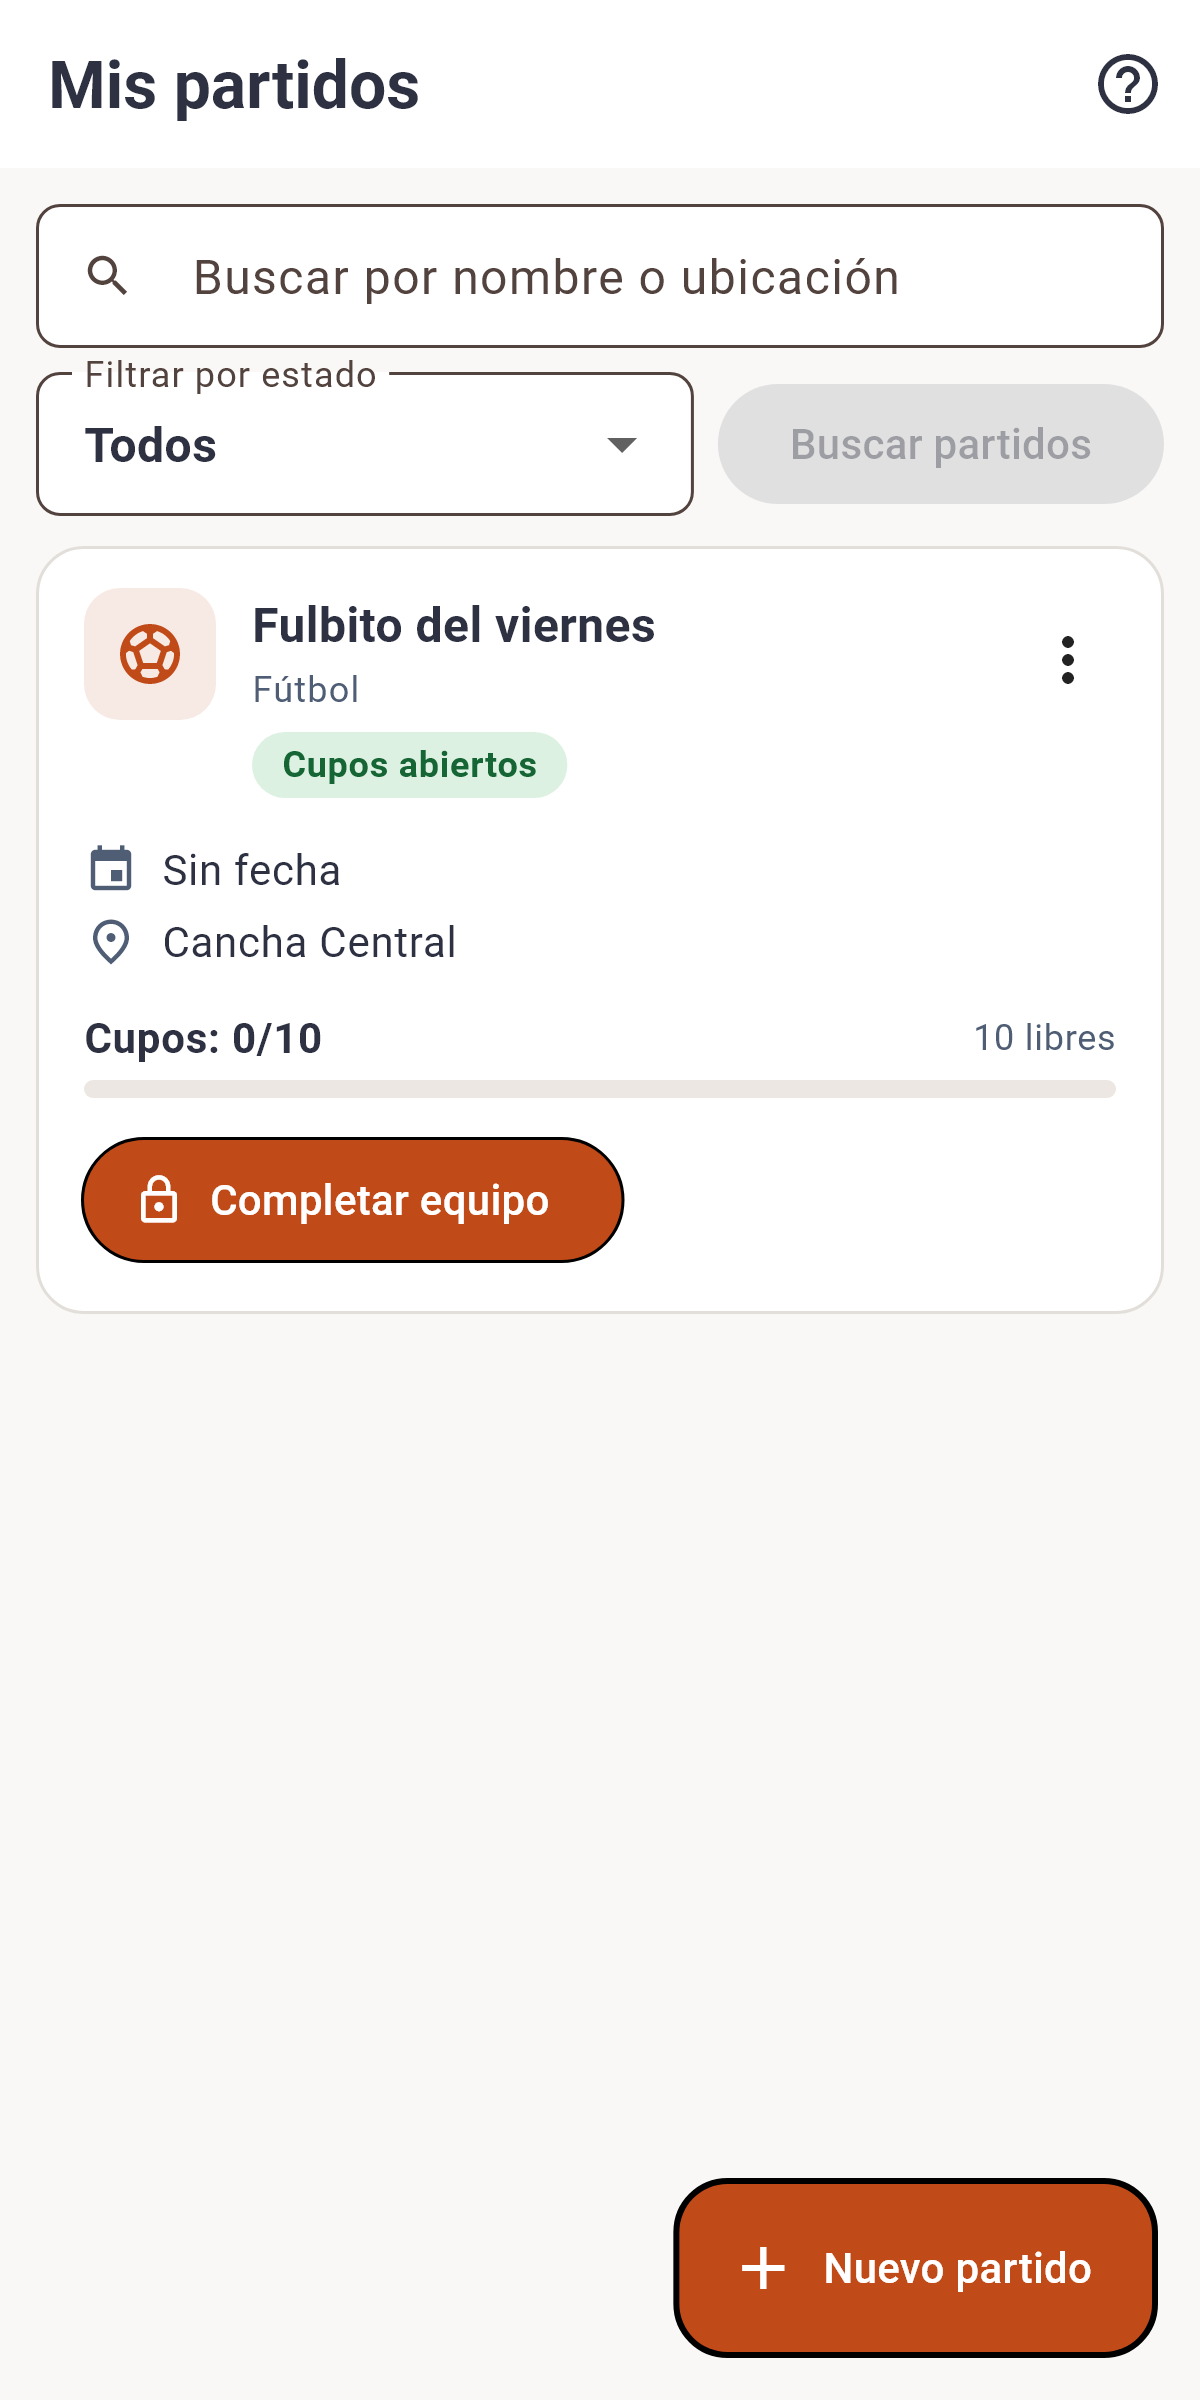 Mis partidos
Buscar por nombre o ubicación
Filtrar por estado
Todos
Buscar partidos
Fulbito del viernes
Fútbol
Cupos abiertos
Sin fecha
Cancha Central
Cupos: 0/10
10 libres
Completar equipo
Nuevo partido